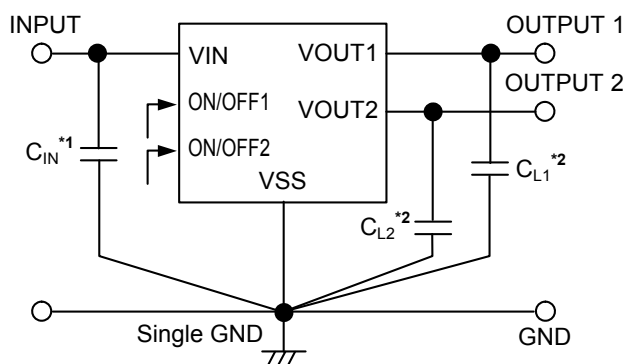 INPUT
OUTPUT 1
VIN
VOUT1
OUTPUT 2
ON/OFF1
VOUT2
ON/OFF2
CIN*1
VSS
CL1*2
CL2*2
Single GND
GND